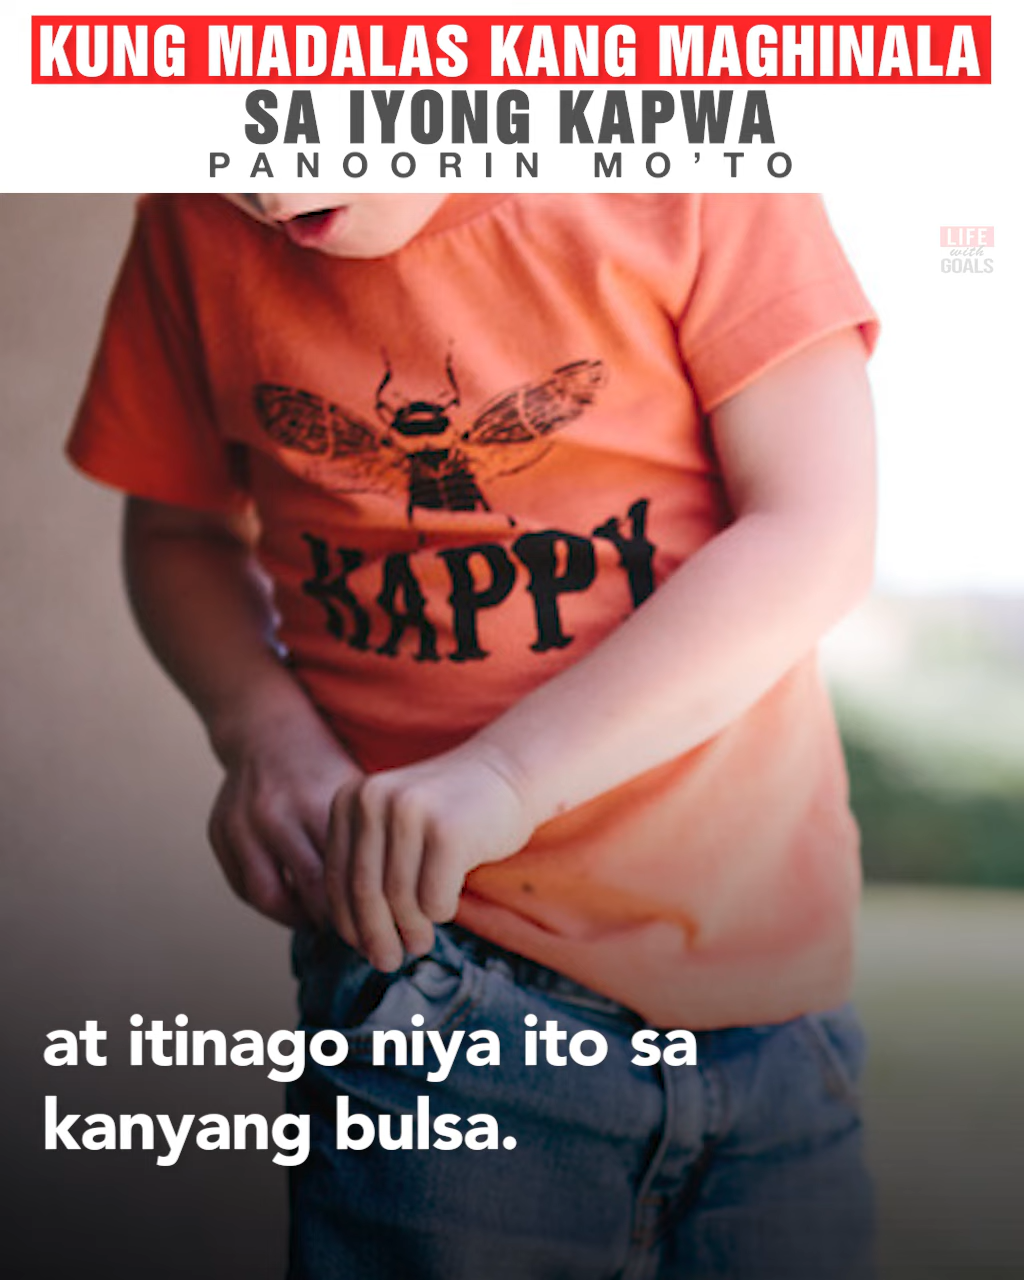 KUNG MADALAS KANG MAGHINALA
SA IYONG KAPWA
PANOORIN MO'TO
LIFE
with
GOALS
KAPPY
at itinago niya ito sa
kanyang bulsa.